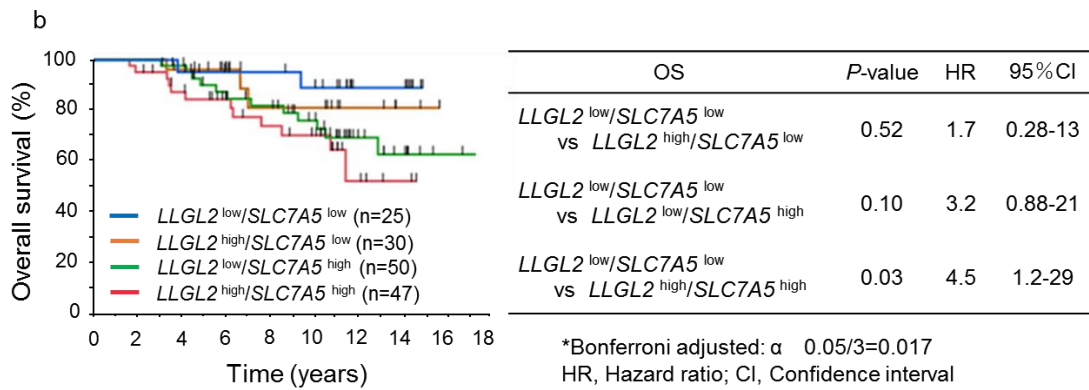 b
100
80
60
40
20
0
Overall survival (%)
LLGL2 low/SLC7A5 low (n=25)
LLGL2 high/SLC7A5 low (n=30)
LLGL2 low/SLC7A5 high (n=50)
LLGL2 high/SLC7A5 high (n=47)
0 2 4 6 8 10 12 14 16 18
Time (years)
OS P-value HR 95%CI
LLGL2 low/SLC7A5 low
vs LLGL2 high/SLC7A5 low 0.52 1.7 0.28-13
LLGL2 low/SLC7A5 low
vs LLGL2 low/SLC7A5 high 0.10 3.2 0.88-21
LLGL2 low/SLC7A5 low
vs LLGL2 high/SLC7A5 high 0.03 4.5 1.2-29
*Bonferroni adjusted: α 0.05/3=0.017
HR, Hazard ratio; CI, Confidence interval